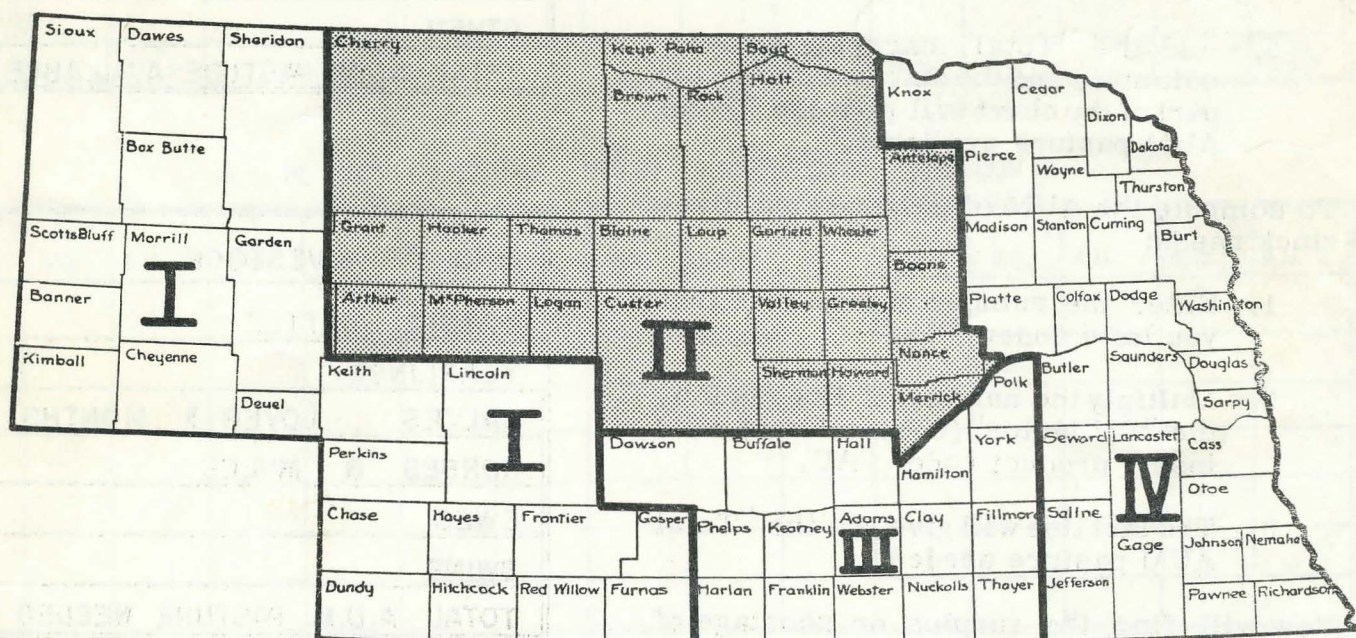 Sioux Dawes Sheridan Cherry Keya Paha Boyd
Brown Rock Holt Knox Cedar Dixon Dakota
Box Butte Antelope Pierce Wayne Thurston
ScottsBluff Morrill Garden Grant Hooker Thomas Blaine Loup Garfield Wheeler Madison Stanton Cuming Burt
Banner I Arthur McPherson Logan Custer II Valley Greeley Boone Platte Colfax Dodge Washington
Kimball Cheyenne Deuel Keith Lincoln Sherman Howard Nance Merrick Polk Butler Saunders Douglas Sarpy
Perkins I Dawson Buffalo Hall Hamilton York Seward Lancaster Cass Otoe
Chase Hayes Frontier Gosper Phelps Kearney Adams III Clay Fillmore Saline IV Gage Johnson Nemaha
Dundy Hitchcock Red Willow Furnas Harlan Franklin Webster Nuckolls Thayer Jefferson Pawnee Richardson